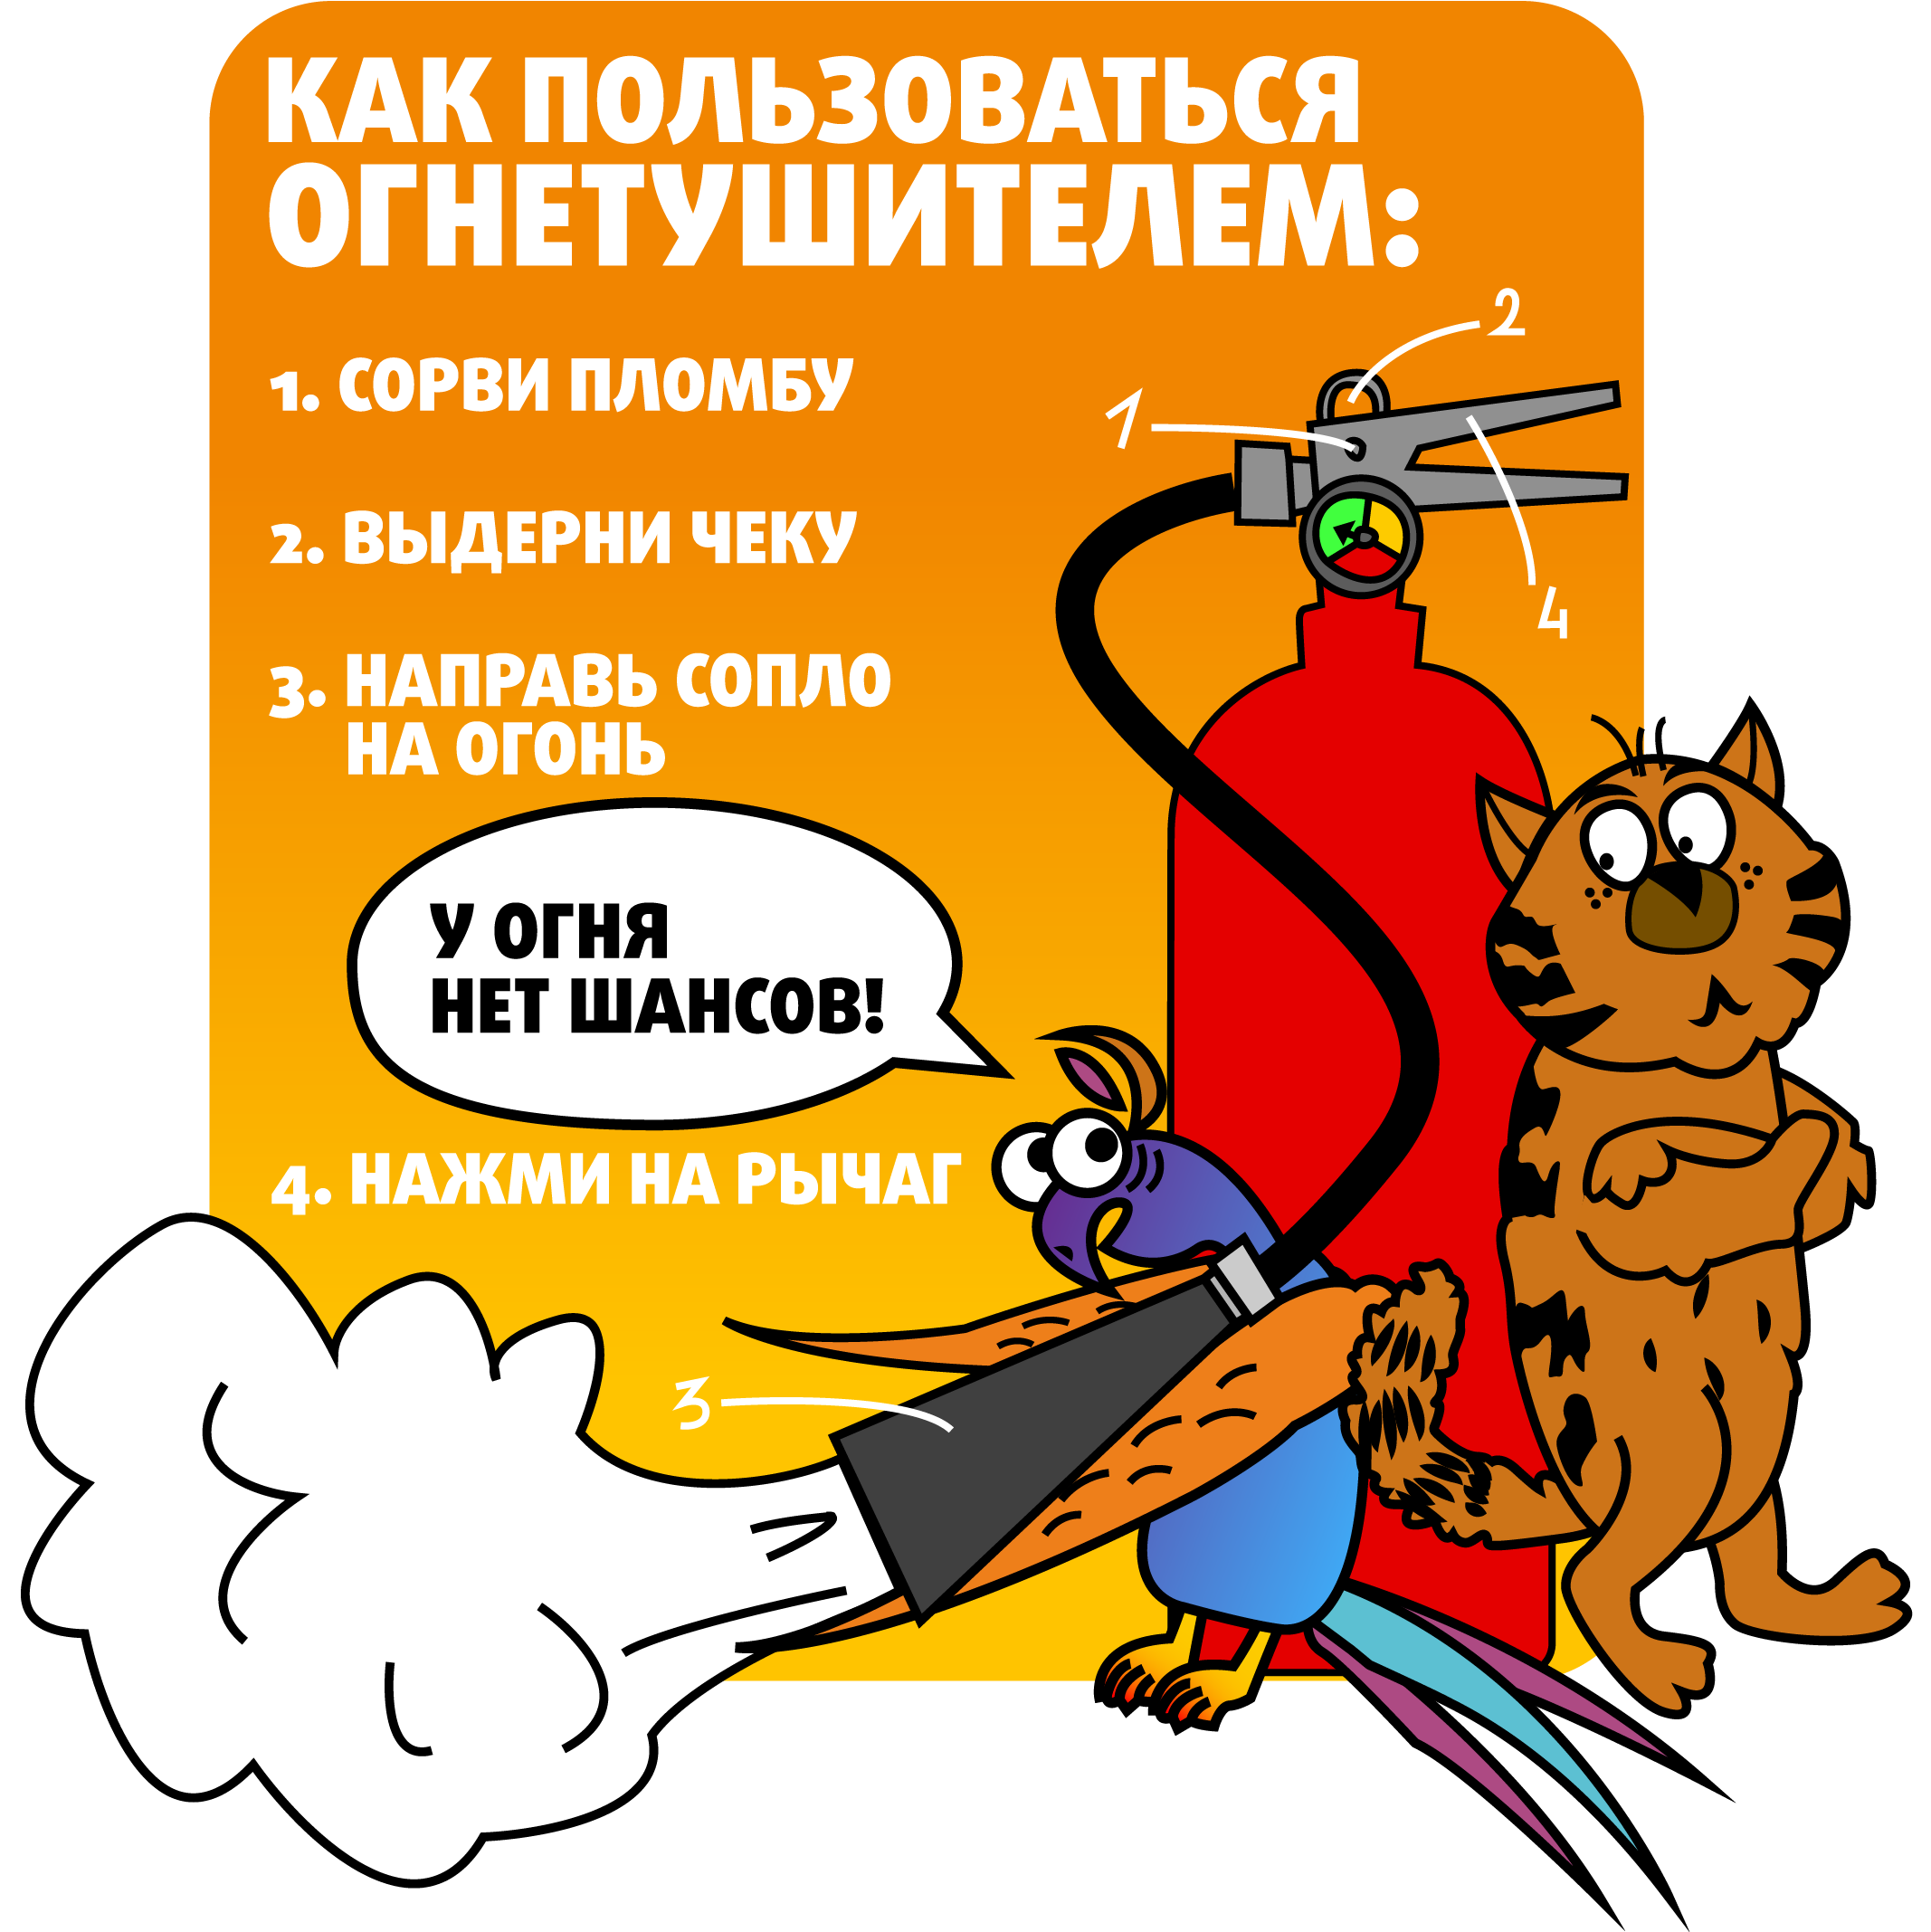 КАК ПОЛЬЗОВАТЬСЯ
ОГНЕТУШИТЕЛЕМ:
2
1. СОРВИ ПЛОМБУ
1
2. ВЫДЕРНИ ЧЕКУ
4
3. НАПРАВЬ СОПЛО
НА ОГОНЬ
У ОГНЯ
НЕТ ШАНСОВ!
4. НАЖМИ НА РЫЧАГ
3